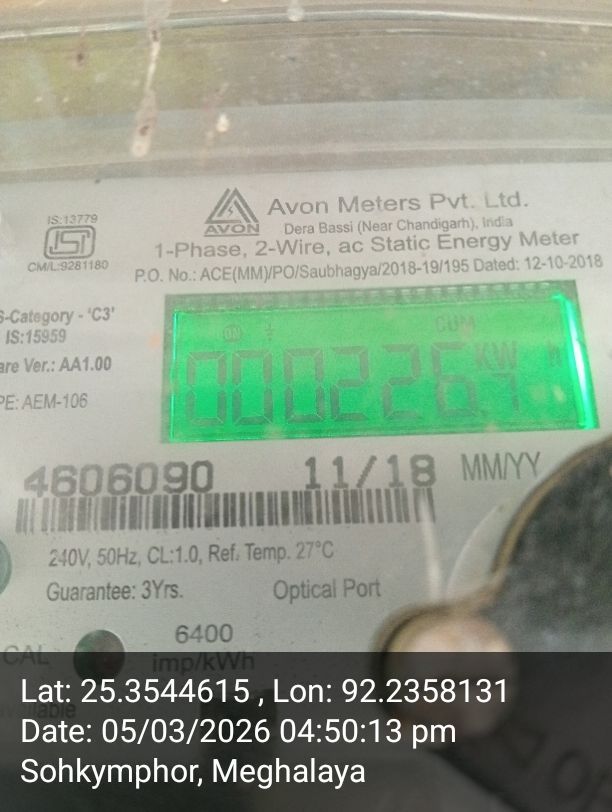 Avon Meters Pvt. Ltd.
AVON
Dera Bassi (Near Chandigarh), India
1-Phase, 2-Wire, ac Static Energy Meter
P.O. No.: ACE(MM)/PO/Saubhagya/2018-19/195 Dated: 12-10-2018
IS:13779
ISI
CM/L:9281180
S-Category - 'C3'
IS:15959
are Ver.: AA1.00
PE: AEM-106
ON
CUM
000226.7 KW h
4606090 11/18 MM/YY
240V, 50Hz, CL:1.0, Ref. Temp. 27°C
Guarantee: 3Yrs. Optical Port
CAL
6400
imp/kWh
Lat: 25.3544615 , Lon: 92.2358131
Date: 05/03/2026 04:50:13 pm
Sohkymphor, Meghalaya